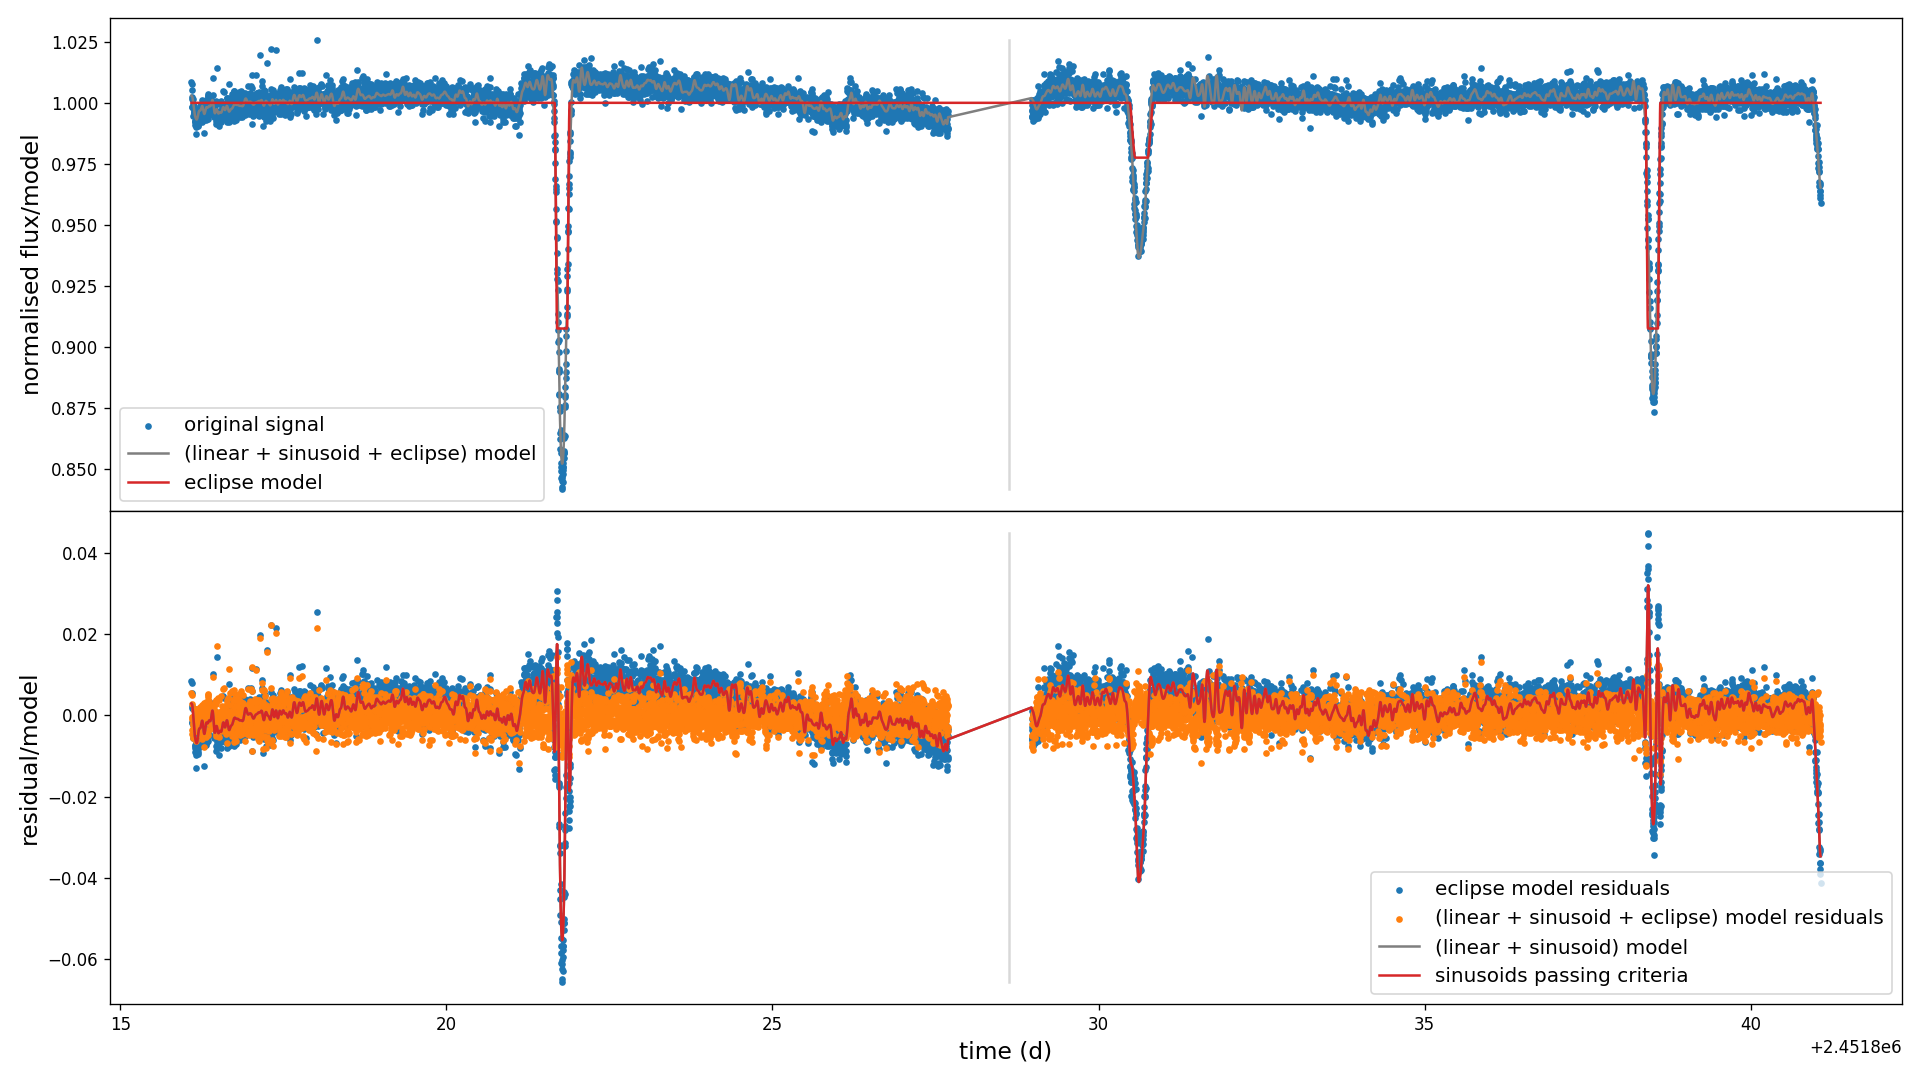 normalised flux/model
1.025
1.000
0.975
0.950
0.925
0.900
0.875
0.850
original signal
(linear + sinusoid + eclipse) model
eclipse model
residual/model
0.04
0.02
0.00
−0.02
−0.04
−0.06
eclipse model residuals
(linear + sinusoid + eclipse) model residuals
(linear + sinusoid) model
sinusoids passing criteria
15
20
25
30
35
40
time (d)
+2.4518e6